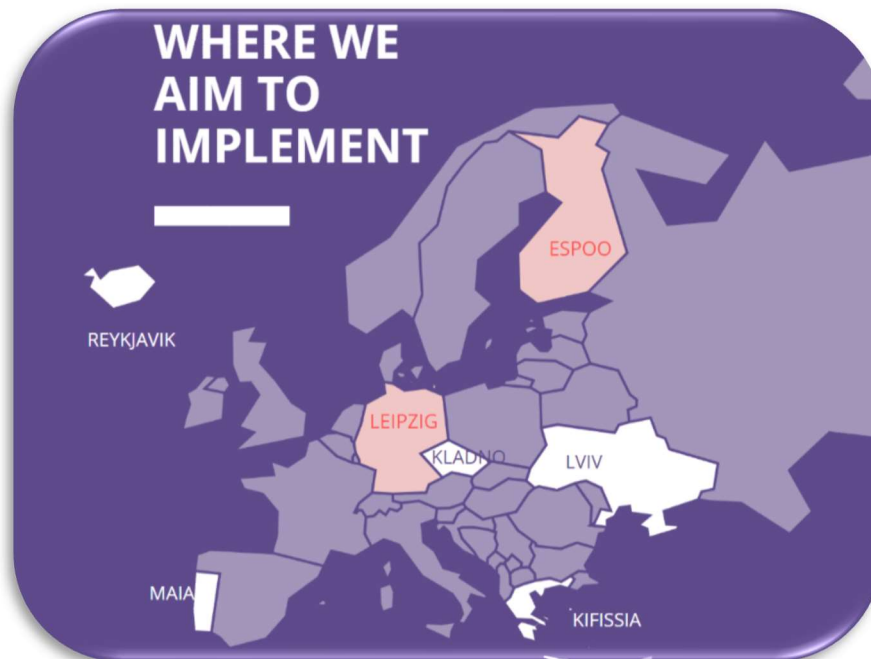 WHERE WE
AIM TO
IMPLEMENT
ESPOO
REYKJAVIK
LEIPZIG
KLADNO
LVIV
MAIA
KIFISSIA